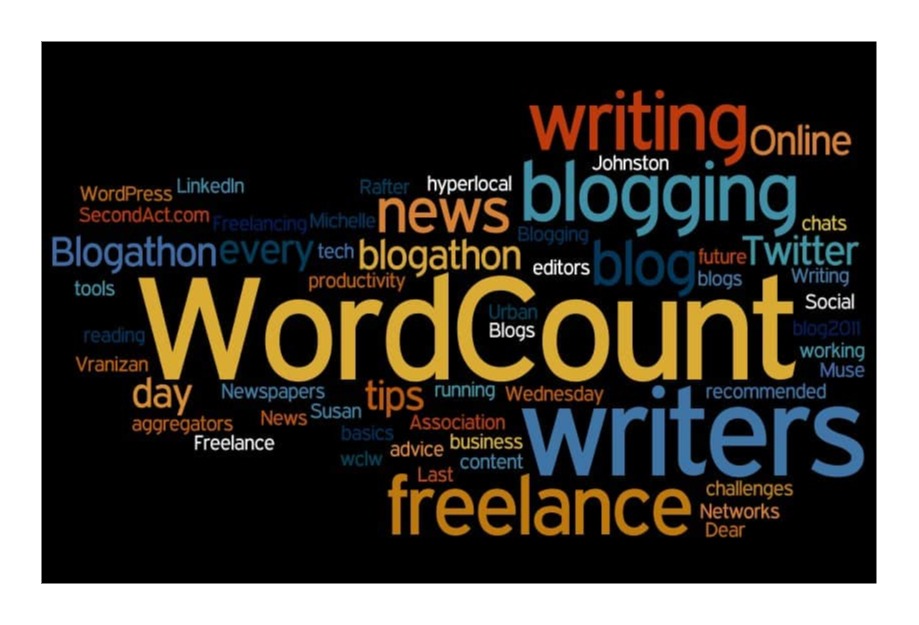 writing
Online
Johnston
WordPress
LinkedIn
Rafter
hyperlocal
blogging
SecondAct.com
Freelancing
Michelle
news
chats
Blogathon
every
tech
blogathon
Blogging
editors
blog
future
Twitter
blogs
Writing
tools
productivity
WordCount
Social
Urban
Blogs
blog2011
reading
working
Vranizan
Muse
day
Newspapers
tips
running
Wednesday
recommended
aggregators
News
Susan
Association
writers
Freelance
basics
advice
business
wclw
content
Last
freelance
challenges
Networks
Dear